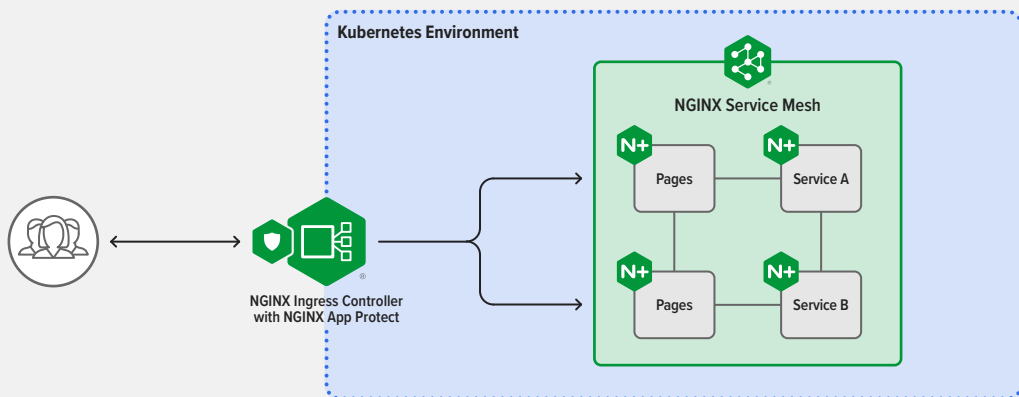 Kubernetes Environment
NGINX Service Mesh
N+
N+
Pages
Service A
NGINX Ingress Controller
with NGINX App Protect
N+
N+
Pages
Service B
®
®